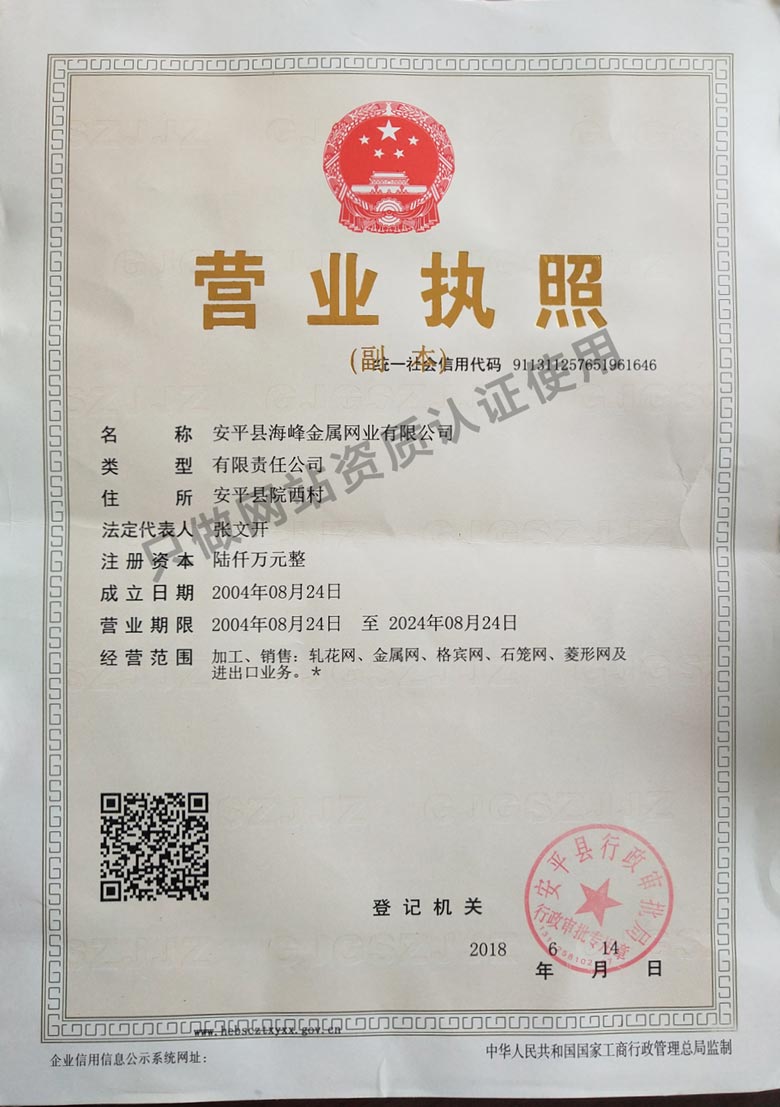 营业执照
(副 本)
统一社会信用代码 911311257651961646
名称 安平县海峰金属网业有限公司
类型 有限责任公司
住所 安平县院西村
法定代表人 张文开
注册资本 陆仟万元整
成立日期 2004年08月24日
营业期限 2004年08月24日 至 2024年08月24日
经营范围 加工、销售：轧花网、金属网、格宾网、石笼网、菱形网及
进出口业务。*
只做网站资质认证使用
登记机关
安平县行政审批局
行政审批专用章
2018 6 14
年 月 日
www.hebscztxyxx.gov.cn
企业信用信息公示系统网址：
中华人民共和国国家工商行政管理总局监制